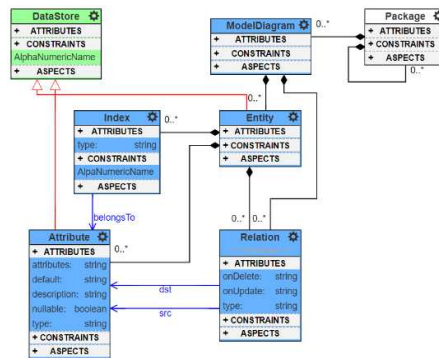 DataStore
+ ATTRIBUTES
+ CONSTRAINTS
AlphaNumericName
+ ASPECTS
ModelDiagram
+ ATTRIBUTES
+ CONSTRAINTS
+ ASPECTS
0..*
Package
+ ATTRIBUTES
+ CONSTRAINTS
+ ASPECTS
0..*
Index
+ ATTRIBUTES
type: string
+ CONSTRAINTS
AlpaNumericName
+ ASPECTS
0..*
0..*
Entity
+ ATTRIBUTES
+ CONSTRAINTS
+ ASPECTS
belongsTo
0..*
0..* 0..*
Attribute
+ ATTRIBUTES
attributes: string
default: string
description: string
nullable: boolean
type: string
+ CONSTRAINTS
+ ASPECTS
dst
src
Relation
+ ATTRIBUTES
onDelete: string
onUpdate: string
type: string
+ CONSTRAINTS
+ ASPECTS